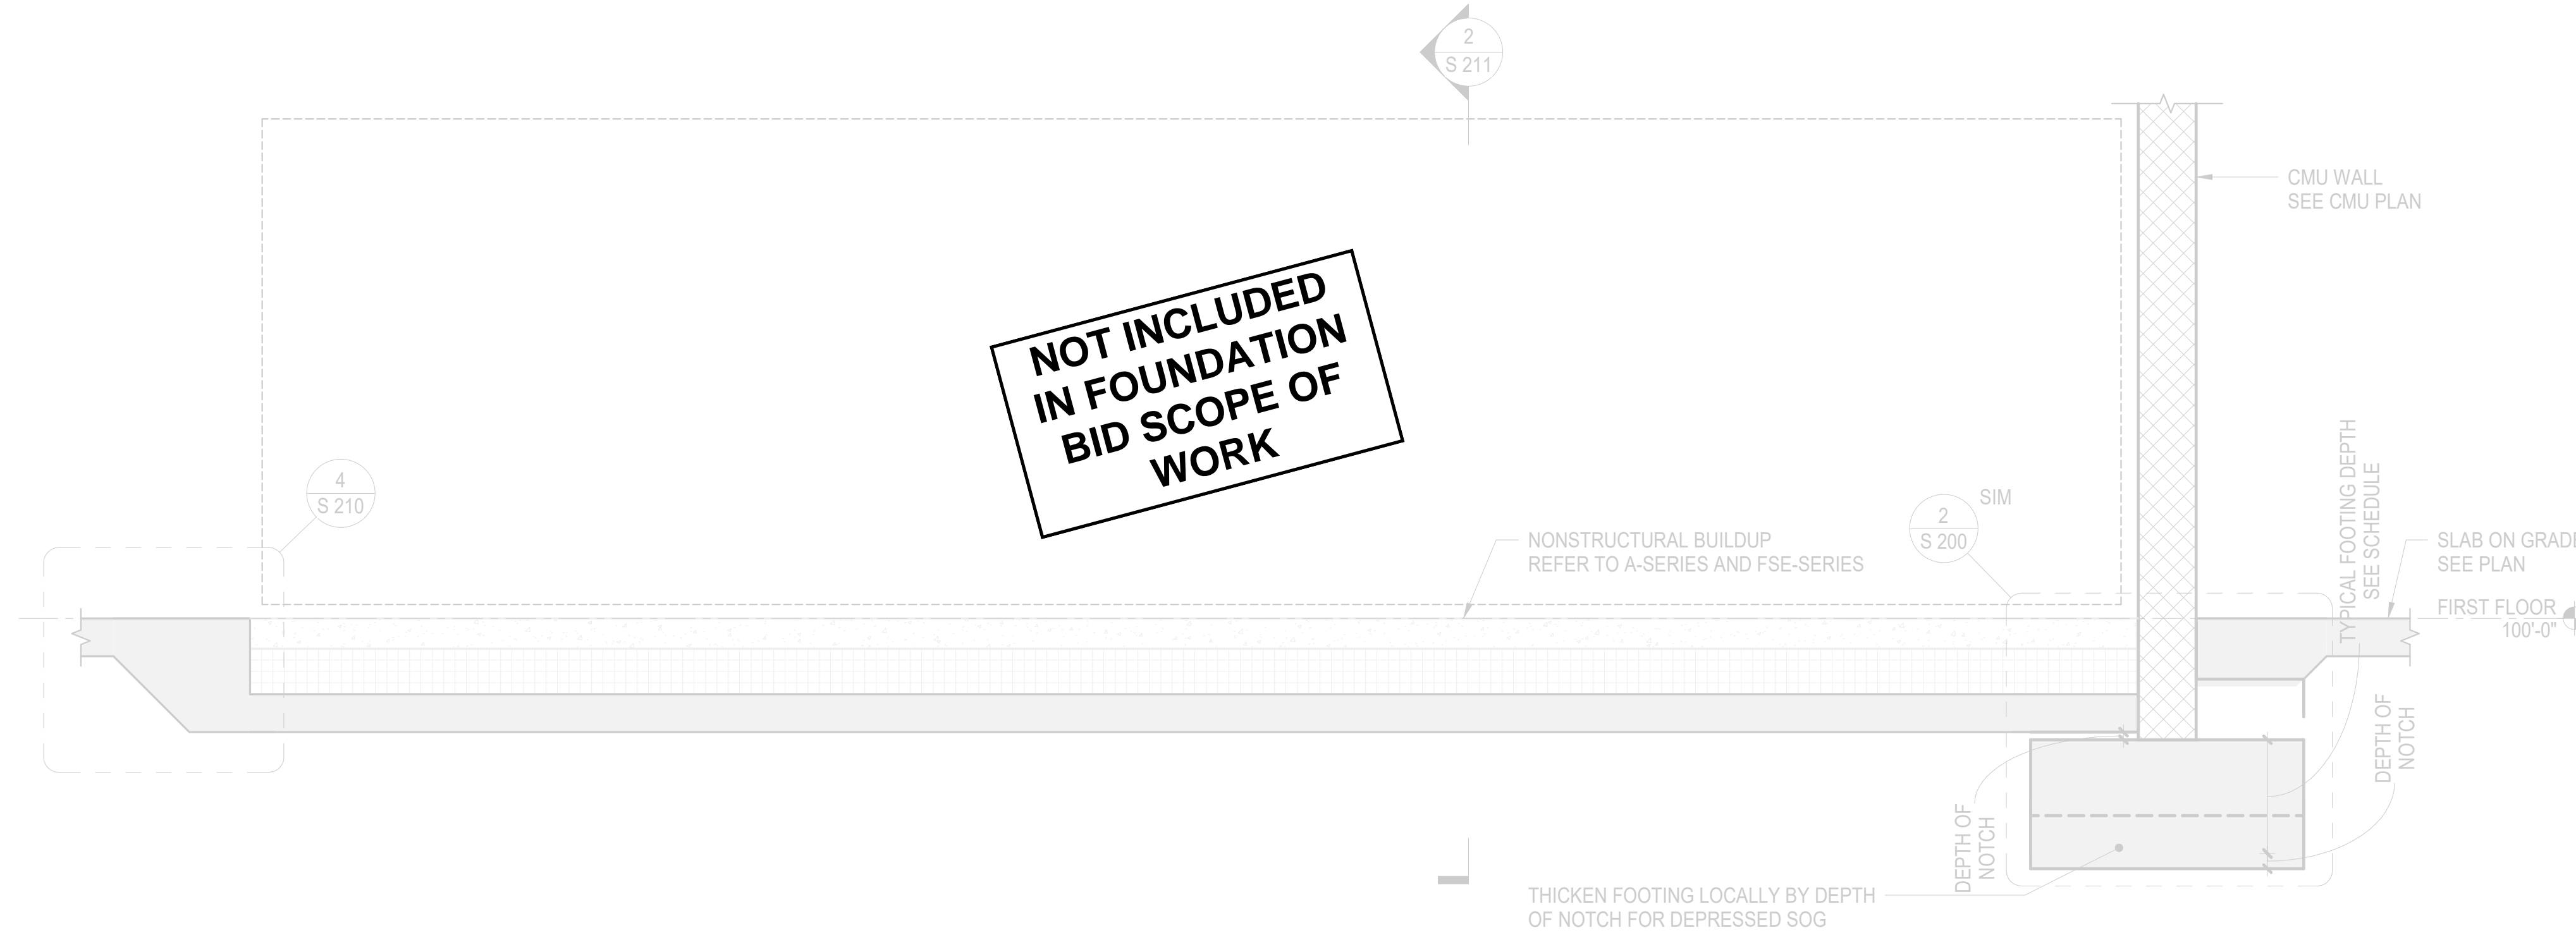 2
S 211
CMU WALL
SEE CMU PLAN
NOT INCLUDED
IN FOUNDATION
BID SCOPE OF
WORK
4
S 210
2
S 200
SIM
NONSTRUCTURAL BUILDUP
REFER TO A-SERIES AND FSE-SERIES
TYPICAL FOOTING DEPTH
SEE SCHEDULE
SLAB ON GRADE
SEE PLAN
FIRST FLOOR
100'-0"
DEPTH OF
NOTCH
DEPTH OF
NOTCH
THICKEN FOOTING LOCALLY BY DEPTH
OF NOTCH FOR DEPRESSED SOG